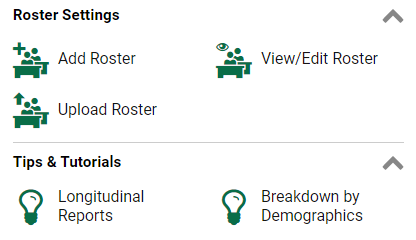 Roster Settings
Add Roster
View/Edit Roster
Upload Roster
Tips & Tutorials
Longitudinal
Reports
Breakdown by
Demographics